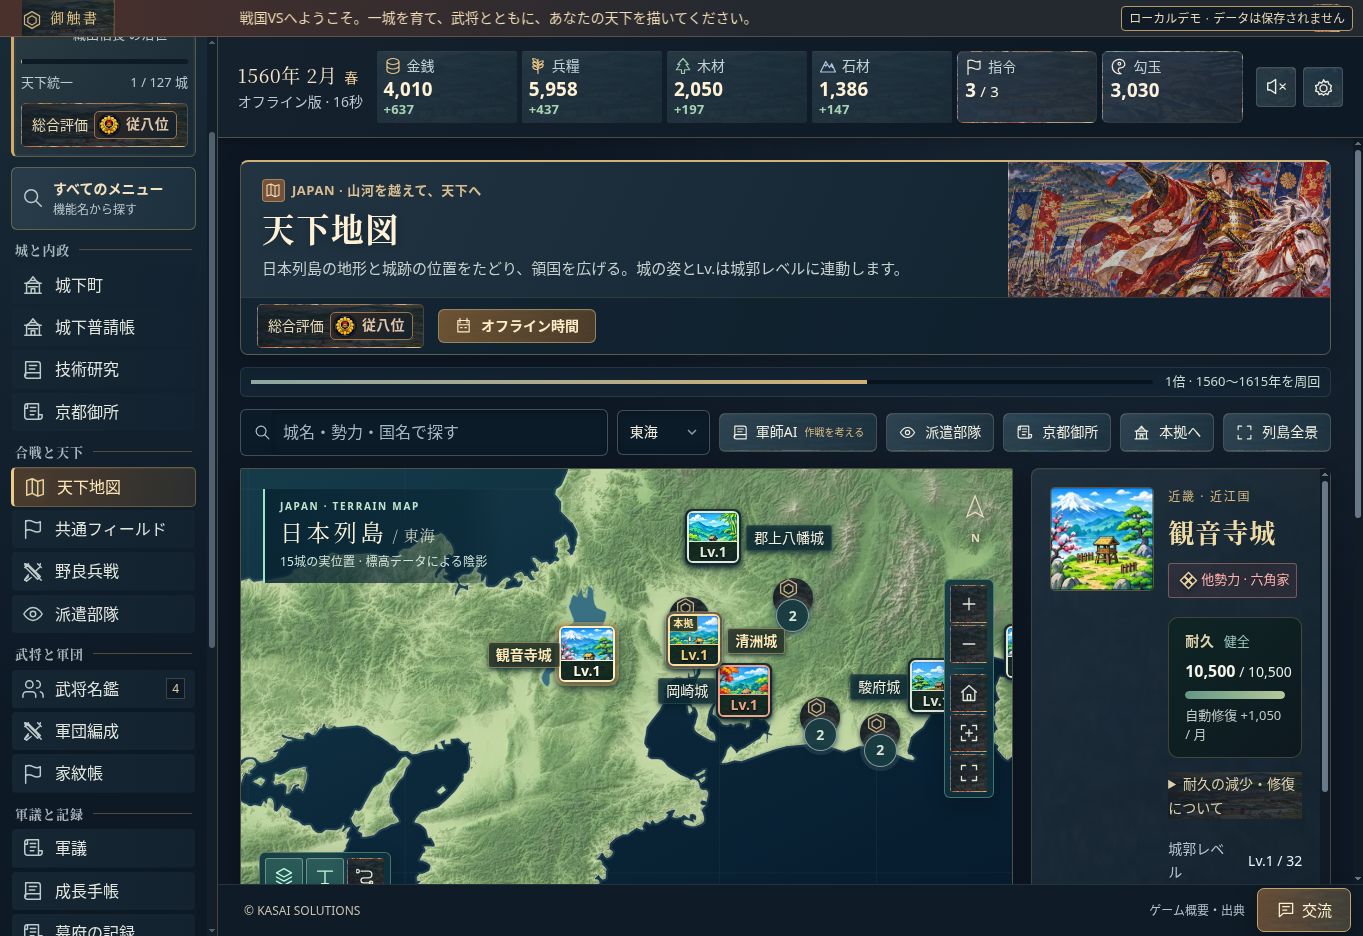 御触書
戦国VSへようこそ。一城を育て、武将とともに、あなたの天下を描いてください。
ローカルデモ · データは保存されません
天下統一
1 / 127 城
総合評価 従八位
すべてのメニュー
機能名から探す
城と内政
城下町
城下普請帳
技術研究
京都御所
合戦と天下
天下地図
共通フィールド
野良兵戦
派遣部隊
武将と軍団
武将名鑑
4
軍団編成
家紋帳
軍議と記録
軍議
成長手帳
幕府の記録
1560年 2月 春
オフライン版 · 16秒
金銭
4,010
+637
兵糧
5,958
+437
木材
2,050
+197
石材
1,386
+147
指令
3 / 3
勾玉
3,030
JAPAN · 山河を越えて、天下へ
天下地図
日本列島の地形と城跡の位置をたどり、領国を広げる。城の姿とLv.は城郭レベルに連動します。
総合評価 従八位
オフライン時間
1倍 · 1560〜1615年を周回
城名・勢力・国名で探す
東海
軍師AI 作戦を考える
派遣部隊
京都御所
本拠へ
列島全景
JAPAN · TERRAIN MAP
日本列島 / 東海
15城の実位置 · 標高データによる陰影
Lv.1
郡上八幡城
N
2
本拠
Lv.1
清洲城
観音寺城
Lv.1
岡崎城
Lv.1
駿府城
Lv.
2
2
近畿 · 近江国
観音寺城
他勢力 · 六角家
耐久 健全
10,500 / 10,500
自動修復 +1,050
/ 月
▶ 耐久の減少・修復
について
城郭レベ
ル
Lv.1 / 32
© KASAI SOLUTIONS
ゲーム概要・出典
交流